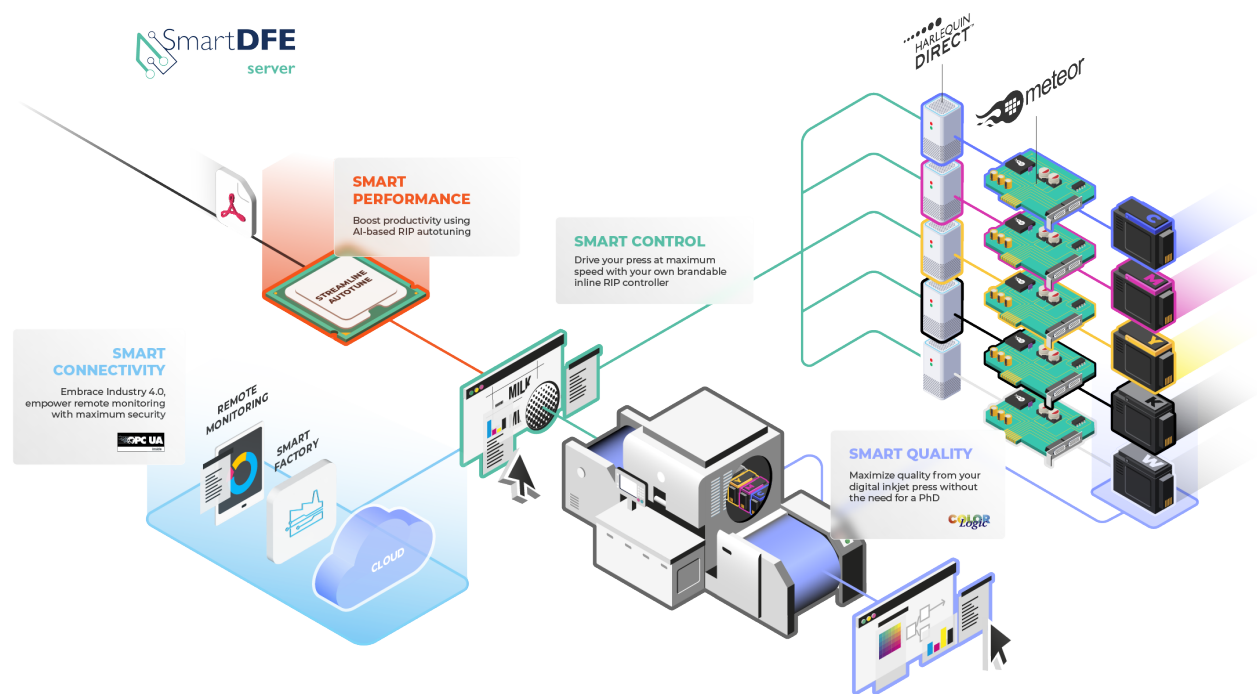 SmartDFE
server
HARLEQUIN
DIRECT™
meteor
SMART
PERFORMANCE
Boost productivity using
AI-based RIP autotuning
STREAMLINE
AUTOTUNE
SMART CONTROL
Drive your press at maximum
speed with your own brandable
inline RIP controller
SMART
CONNECTIVITY
Embrace Industry 4.0,
empower remote monitoring
with maximum security
OPC UA
REMOTE
MONITORING
SMART
FACTORY
CLOUD
MILK
SMART QUALITY
Maximize quality from your
digital inkjet press without
the need for a PhD
COLOR
Logic
C
M
Y
K
W